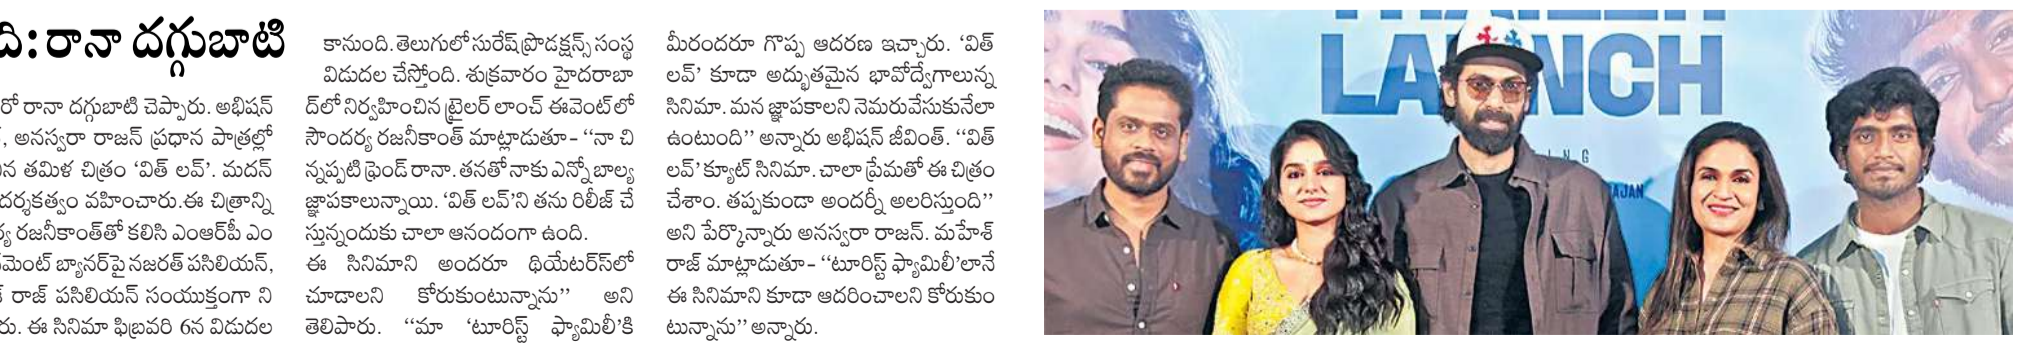 ది: రానా దగ్గుబాటి
రో రానా దగ్గుబాటి చెప్పారు. అభిషన్
, అనస్వరా రాజన్ ప్రధాన పాత్రల్లో
తమిళ చిత్రం ‘విత్ లవ్’. మదన్
దర్శకత్వం వహించారు.ఈ చిత్రాన్ని
రజనీకాంత్‌తో కలిసి ఎంఆర్‌పీ ఎం
మెంట్ బ్యానర్‌పై నజరత్ పసిలియన్,
రాజ్ పసిలియన్ సంయుక్తంగా ని
రు. ఈ సినిమా ఫిబ్రవరి 6న విడుదల
కానుంది. తెలుగులో సురేష్ ప్రొడక్షన్స్ సంస్థ
విడుదల చేస్తోంది. శుక్రవారం హైదరాబా
ద్‌లో నిర్వహించిన ట్రైలర్ లాంచ్ ఈవెంట్‌లో
సౌందర్య రజనీకాంత్ మాట్లాడుతూ- ‘‘నా చి
న్నప్పటి ఫ్రెండ్ రానా. తనతో నాకు ఎన్నో బాల్య
జ్ఞాపకాలున్నాయి. ‘విత్ లవ్’ని తను రిలీజ్ చే
స్తున్నందుకు చాలా ఆనందంగా ఉంది.
ఈ సినిమాని అందరూ థియేటర్స్‌లో
చూడాలని కోరుకుంటున్నాను’’ అని
తెలిపారు. ‘‘మా ‘టూరిస్ట్ ఫ్యామిలీ’కి
మీరందరూ గొప్ప ఆదరణ ఇచ్చారు. ‘విత్
లవ్’ కూడా అద్భుతమైన భావోద్వేగాలున్న
సినిమా. మన జ్ఞాపకాలని నెమరువేసుకునేలా
ఉంటుంది’’ అన్నారు అభిషన్ జీవింత్. ‘‘విత్
లవ్’ క్యూట్ సినిమా. చాలా ప్రేమతో ఈ చిత్రం
చేశాం. తప్పకుండా అందర్నీ అలరిస్తుంది’’
అని పేర్కొన్నారు అనస్వరా రాజన్. మహేశ్
రాజ్ మాట్లాడుతూ- ‘‘టూరిస్ట్ ఫ్యామిలీ’లానే
ఈ సినిమాని కూడా ఆదరించాలని కోరుకుం
టున్నాను’’ అన్నారు.
TRAILER
LAUNCH